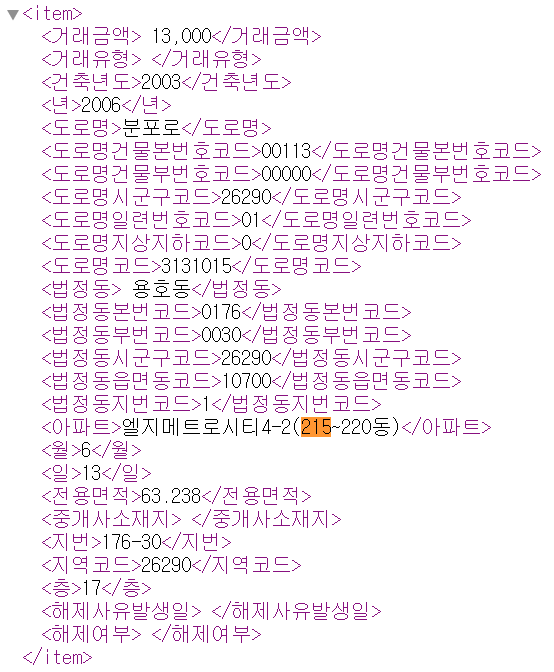 ▼<item>
<거래금액> 13,000</거래금액>
<거래유형> </거래유형>
<건축년도>2003</건축년도>
<년>2006</년>
<도로명>분포로</도로명>
<도로명건물본번호코드>00113</도로명건물본번호코드>
<도로명건물부번호코드>00000</도로명건물부번호코드>
<도로명시군구코드>26290</도로명시군구코드>
<도로명일련번호코드>01</도로명일련번호코드>
<도로명지상지하코드>0</도로명지상지하코드>
<도로명코드>3131015</도로명코드>
<법정동> 용호동</법정동>
<법정동본번코드>0176</법정동본번코드>
<법정동부번코드>0030</법정동부번코드>
<법정동시군구코드>26290</법정동시군구코드>
<법정동읍면동코드>10700</법정동읍면동코드>
<법정동지번코드>1</법정동지번코드>
<아파트>엘지메트로시티4-2(215~220동)</아파트>
<월>6</월>
<일>13</일>
<전용면적>63.238</전용면적>
<중개사소재지> </중개사소재지>
<지번>176-30</지번>
<지역코드>26290</지역코드>
<층>17</층>
<해제사유발생일> </해제사유발생일>
<해제여부> </해제여부>
</item>